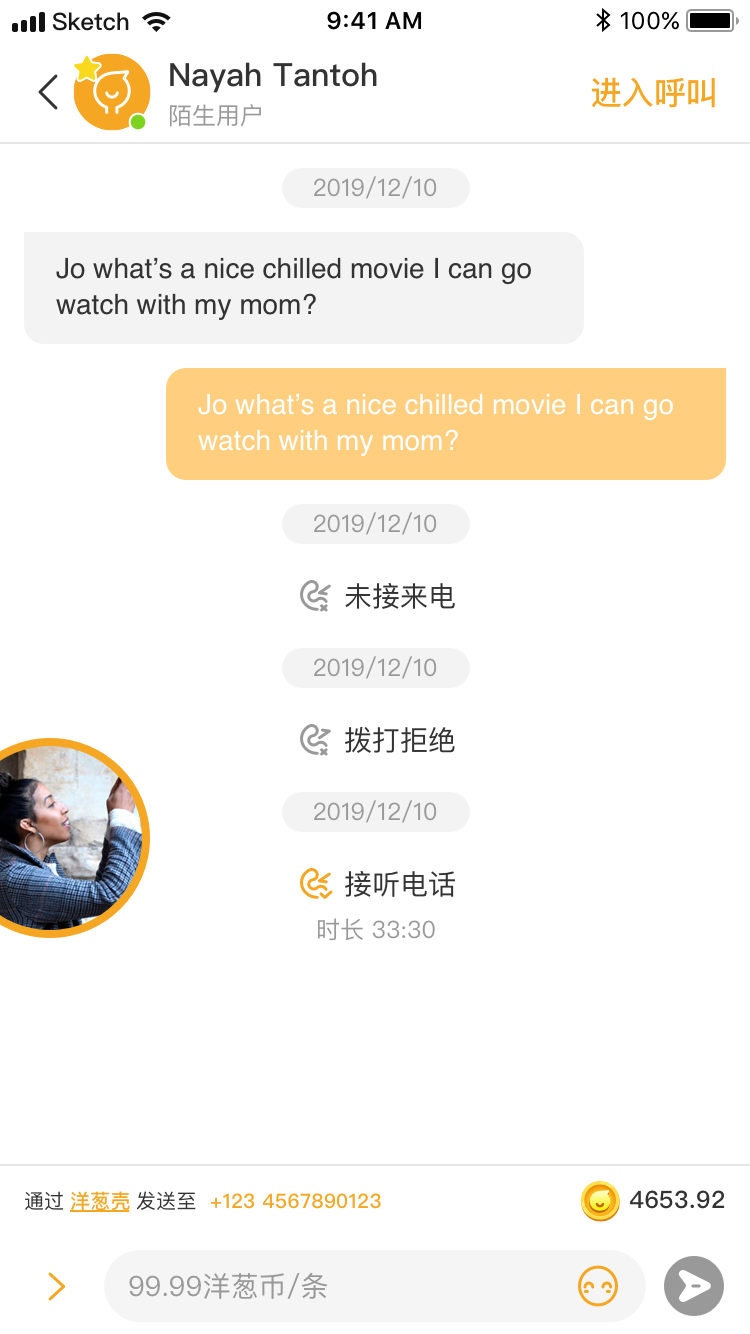 Sketch 9:41 AM 100%
Nayah Tantoh
陌生用户
进入呼叫
2019/12/10
Jo what's a nice chilled movie I can go
watch with my mom?
Jo what's a nice chilled movie I can go
watch with my mom?
2019/12/10
未接来电
2019/12/10
拨打拒绝
2019/12/10
接听电话
时长 33:30
通过 洋葱壳 发送至 +123 4567890123 4653.92
99.99洋葱币/条